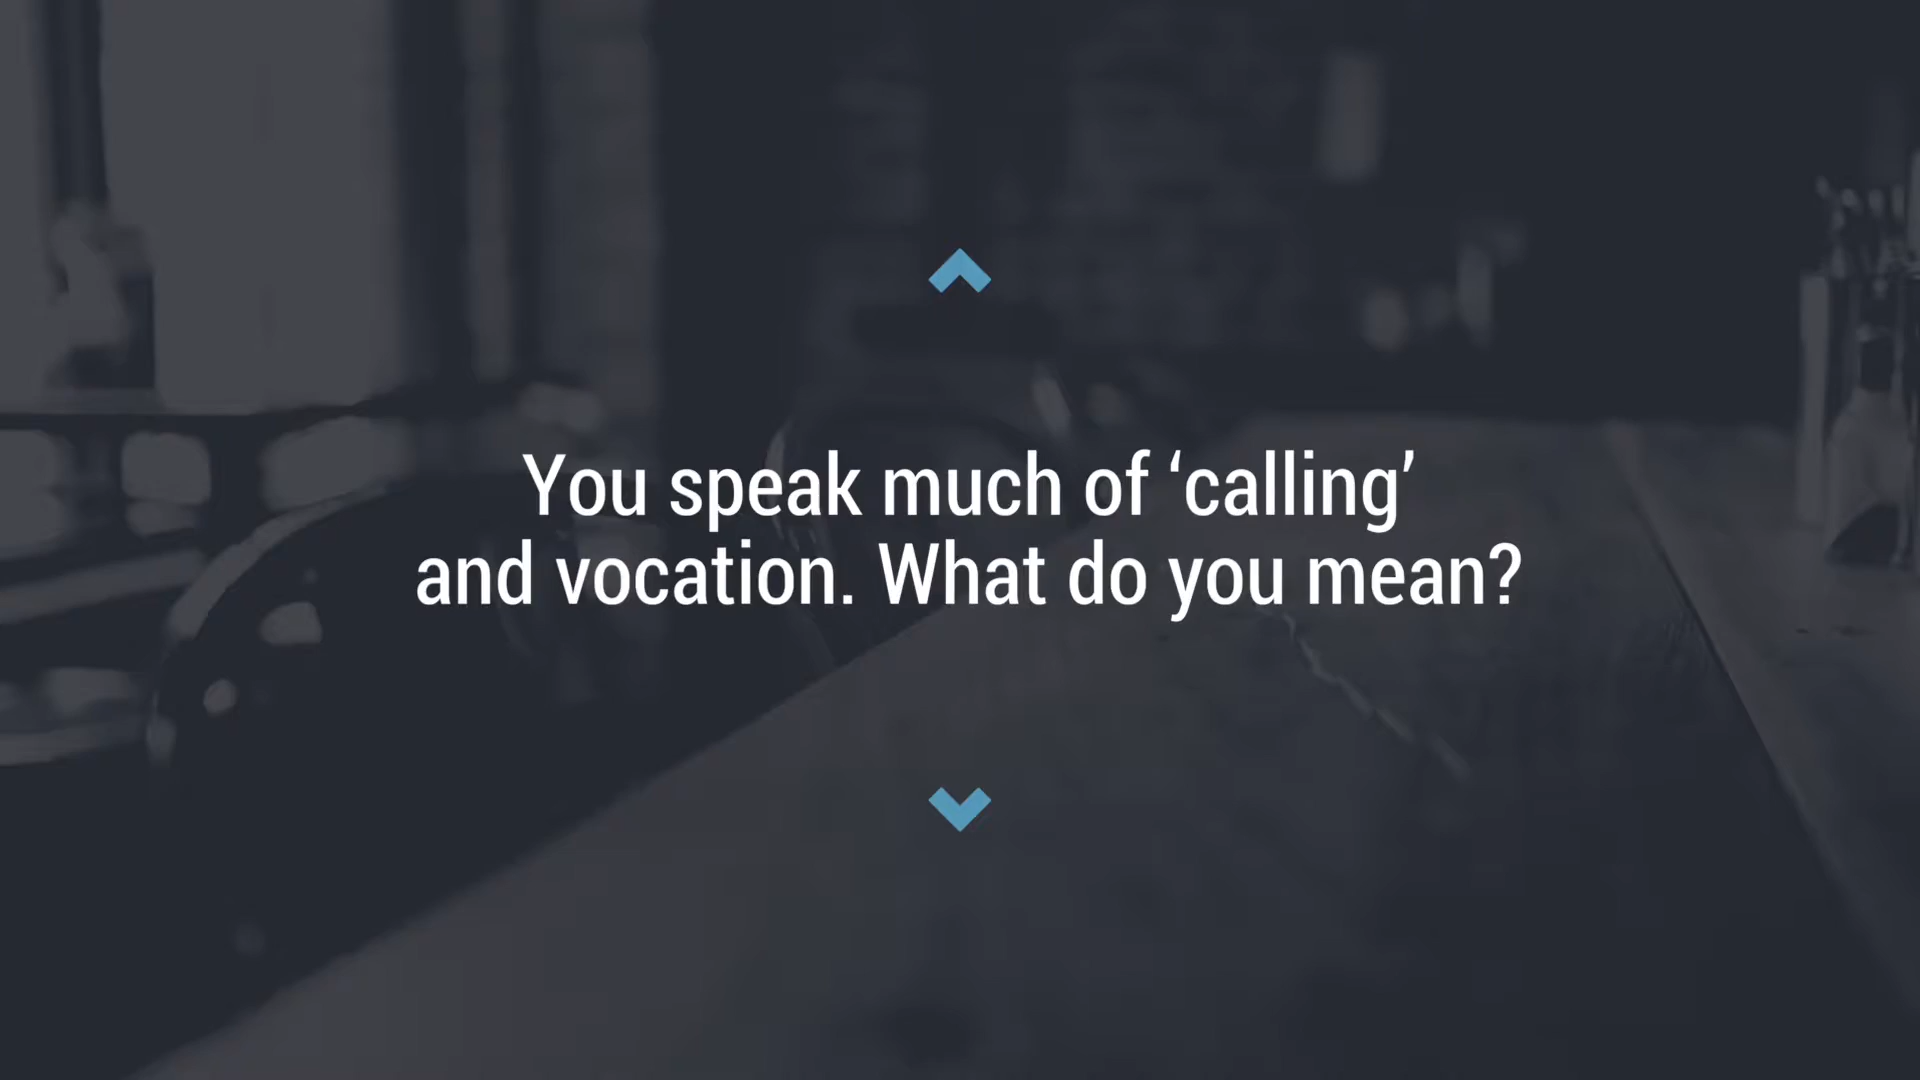 You speak much of ‘calling’
and vocation. What do you mean?